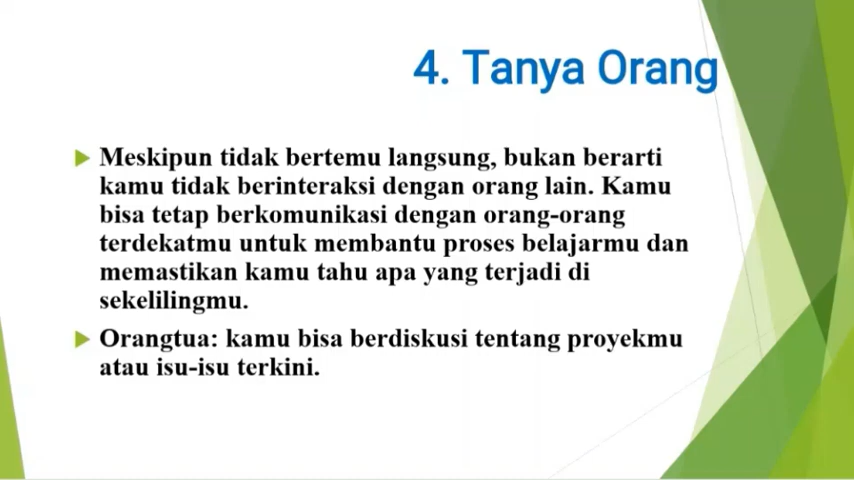 4. Tanya Orang
Meskipun tidak bertemu langsung, bukan berarti
kamu tidak berinteraksi dengan orang lain. Kamu
bisa tetap berkomunikasi dengan orang-orang
terdekatmu untuk membantu proses belajarmu dan
memastikan kamu tahu apa yang terjadi di
sekelilingmu.
Orangtua: kamu bisa berdiskusi tentang proyekmu
atau isu-isu terkini.